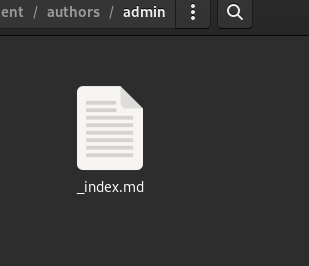 ent / authors / admin
_index.md